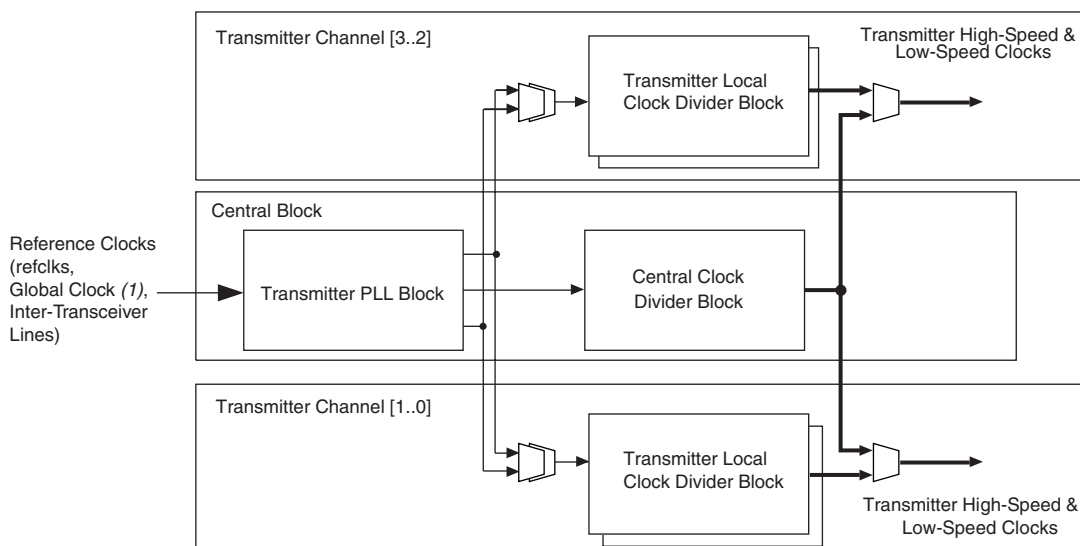 Transmitter Channel [3..2]
Transmitter High-Speed &
Low-Speed Clocks
Transmitter Local
Clock Divider Block
Central Block
Reference Clocks
(refclks,
Global Clock (1),
Inter-Transceiver
Lines)
Transmitter PLL Block
Central Clock
Divider Block
Transmitter Channel [1..0]
Transmitter Local
Clock Divider Block
Transmitter High-Speed &
Low-Speed Clocks